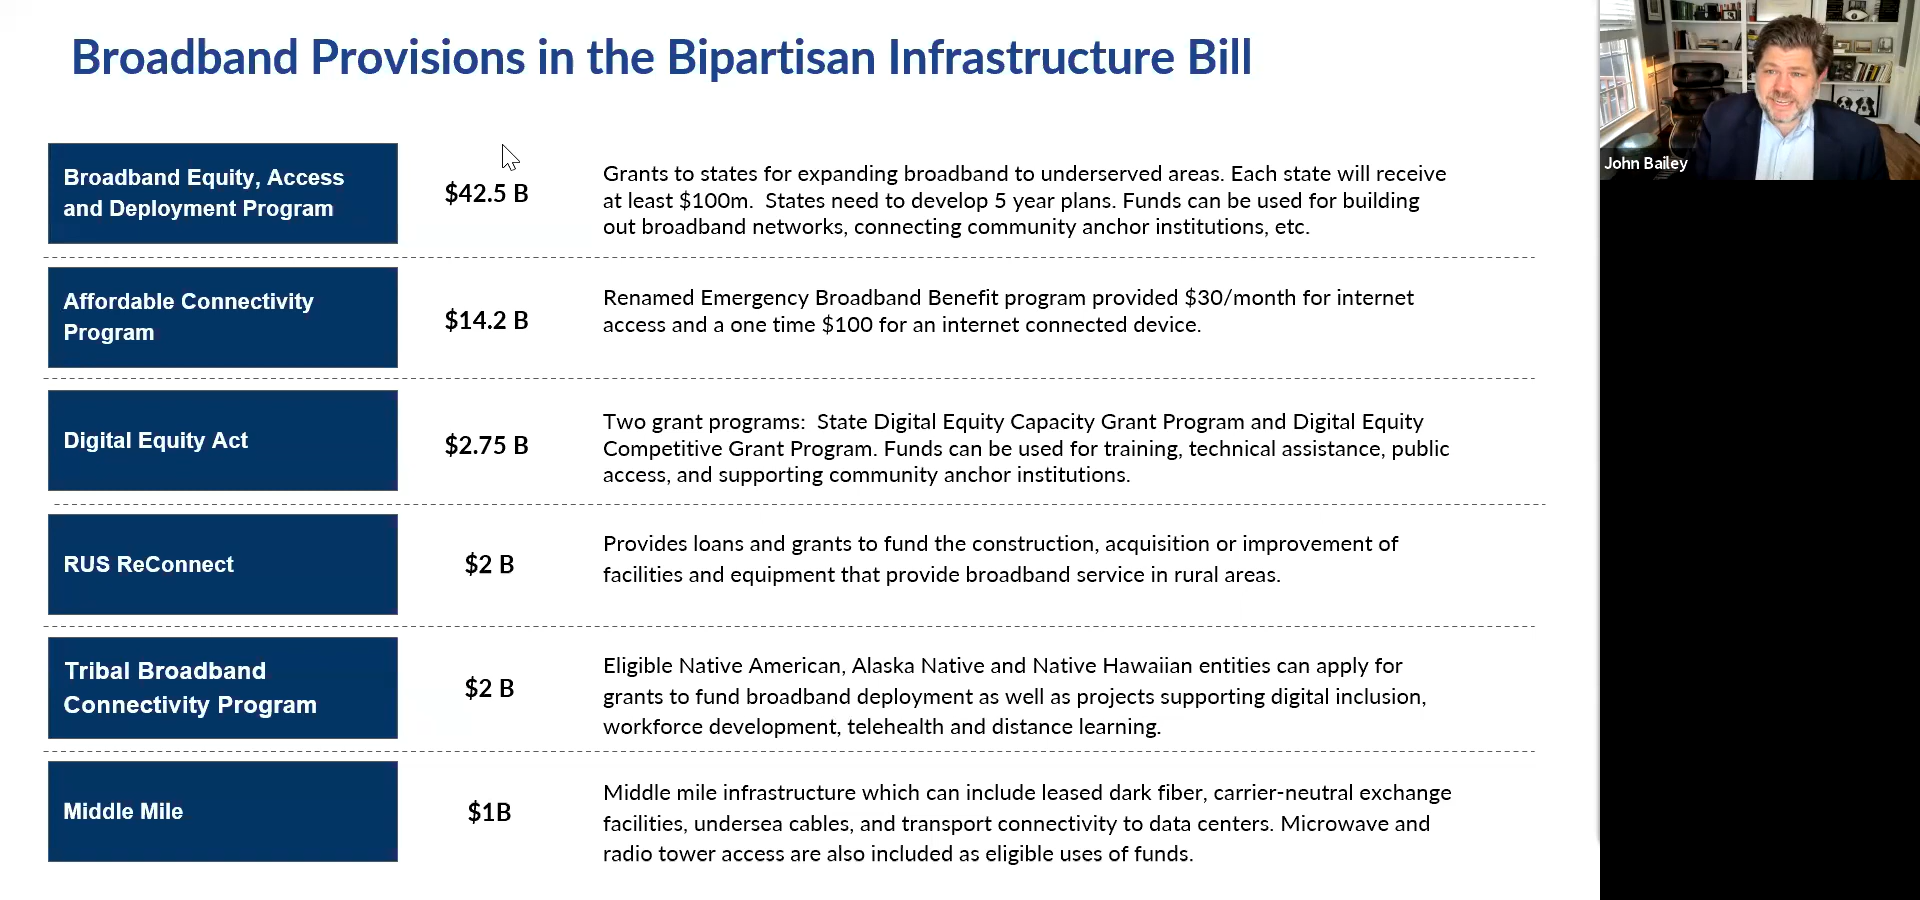 Broadband Provisions in the Bipartisan Infrastructure Bill
Broadband Equity, Access
and Deployment Program
$42.5 B
Grants to states for expanding broadband to underserved areas. Each state will receive
at least $100m.  States need to develop 5 year plans. Funds can be used for building
out broadband networks, connecting community anchor institutions, etc.
Affordable Connectivity
Program
$14.2 B
Renamed Emergency Broadband Benefit program provided $30/month for internet
access and a one time $100 for an internet connected device.
Digital Equity Act
$2.75 B
Two grant programs:  State Digital Equity Capacity Grant Program and Digital Equity
Competitive Grant Program. Funds can be used for training, technical assistance, public
access, and supporting community anchor institutions.
RUS ReConnect
$2 B
Provides loans and grants to fund the construction, acquisition or improvement of
facilities and equipment that provide broadband service in rural areas.
Tribal Broadband
Connectivity Program
$2 B
Eligible Native American, Alaska Native and Native Hawaiian entities can apply for
grants to fund broadband deployment as well as projects supporting digital inclusion,
workforce development, telehealth and distance learning.
Middle Mile
$1B
Middle mile infrastructure which can include leased dark fiber, carrier-neutral exchange
facilities, undersea cables, and transport connectivity to data centers. Microwave and
radio tower access are also included as eligible uses of funds.
John Bailey